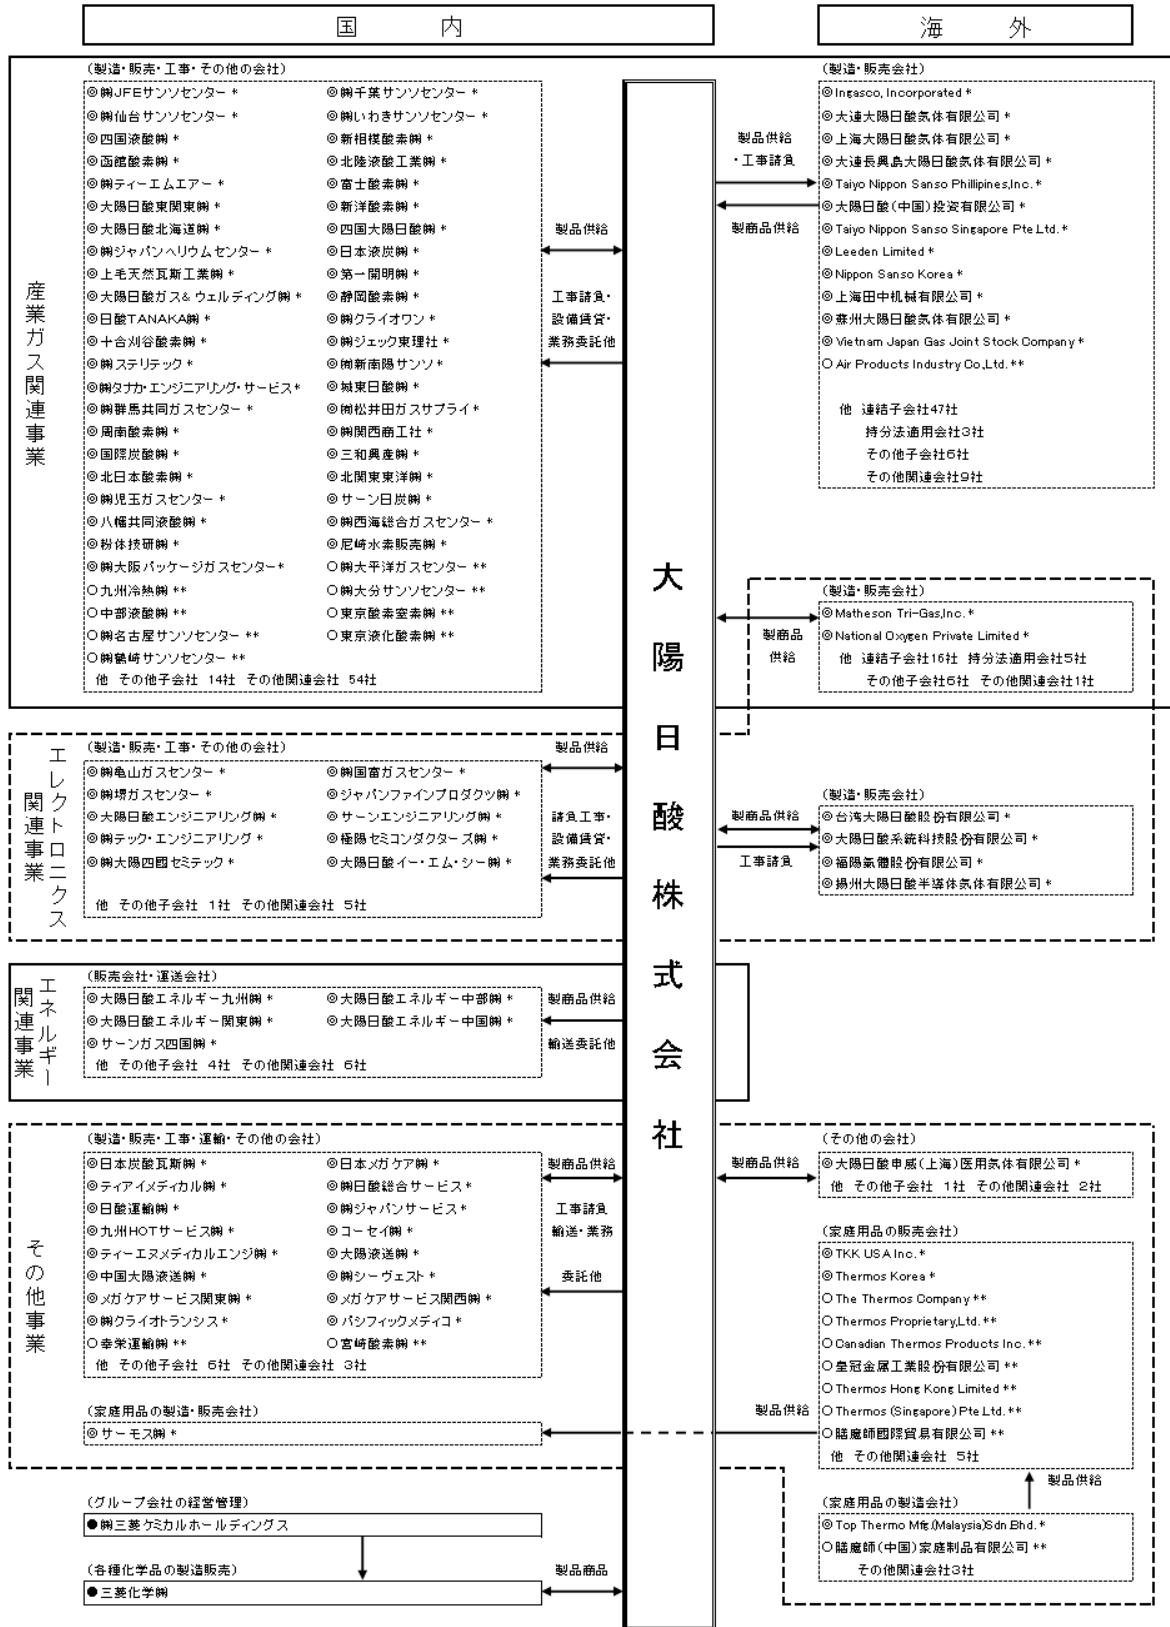 国 内
海 外
産業ガス関連事業
(製造・販売・工事・その他の会社)
◎㈱JFEサンソセンター * ◎㈱千葉サンソセンター *
◎㈱仙台サンソセンター * ◎㈱いわきサンソセンター *
◎四国液酸㈱ * ◎新相模酸素㈱ *
◎函館酸素㈱ * ◎北陸液酸工業㈱ *
◎㈱ティーエムエアー * ◎富士酸素㈱ *
◎大陽日酸東関東㈱ * ◎新洋酸素㈱ *
◎大陽日酸北海道㈱ * ◎四国大陽日酸㈱ *
◎㈱ジャパンヘリウムセンター * ◎日本液炭㈱ *
◎上毛天然瓦斯工業㈱ * ◎第一開明㈱ *
◎大陽日酸ガス&ウェルディング㈱ * ◎静岡酸素㈱ *
◎日酸TANAKA㈱ * ◎㈱クライオワン *
◎十合刈谷酸素㈱ * ◎㈱ジェック東理社 *
◎㈱ステリテック * ◎㈲新南陽サンソ *
◎㈱タナカ・エンジニアリング・サービス* ◎城東日酸㈱ *
◎㈱群馬共同ガスセンター * ◎㈲松井田ガスサプライ *
◎周南酸素㈱ * ◎㈱関西商工社 *
◎国際炭酸㈱ * ◎三和興産㈱ *
◎北日本酸素㈱ * ◎北関東東洋㈱ *
◎㈱児玉ガスセンター * ◎サーン日炭㈱ *
◎八幡共同液酸㈱ * ◎㈱西海総合ガスセンター *
◎粉体技研㈱ * ◎尼崎水素販売㈱ *
◎㈱大阪パッケージガスセンター* ○㈱大平洋ガスセンター **
○九州冷熱㈱ ** ○㈱大分サンソセンター **
○中部液酸㈱ ** ○東京酸素窒素㈱ **
○㈱名古屋サンソセンター ** ○東京液化酸素㈱ **
○㈱鶴崎サンソセンター **
他 その他子会社 14社 その他関連会社 54社
製品供給
工事請負・
設備賃貸・
業務委託他
大陽日酸株式会社
製品供給
・工事請負
製商品供給
(製造・販売会社)
◎Ingasco, Incorporated *
◎大連大陽日酸気体有限公司 *
◎上海大陽日酸気体有限公司 *
◎大連長興島大陽日酸気体有限公司 *
◎Taiyo Nippon Sanso Phillipines,Inc. *
◎大陽日酸(中国)投資有限公司 *
◎Taiyo Nippon Sanso Singapore Pte.Ltd. *
◎Leeden Limited *
◎Nippon Sanso Korea *
◎上海田中机械有限公司 *
◎蘇州大陽日酸気体有限公司 *
◎Vietnam Japan Gas Joint Stock Company *
○Air Products Industry Co.,Ltd. **
他 連結子会社47社
持分法適用会社3社
その他子会社6社
その他関連会社9社
製商品
供給
(製造・販売会社)
◎Matheson Tri-Gas,Inc. *
◎National Oxygen Private Limited *
他 連結子会社16社 持分法適用会社5社
その他子会社6社 その他関連会社1社
エレクトロニクス
関連事業
(製造・販売・工事・その他の会社)
◎㈱亀山ガスセンター * ◎㈱国富ガスセンター *
◎㈱堺ガスセンター * ◎ジャパンファインプロダクツ㈱ *
◎大陽日酸エンジニアリング㈱ * ◎サーンエンジニアリング㈱ *
◎㈱テック・エンジニアリング * ◎極陽セミコンダクターズ㈱ *
◎㈱大陽四國セミテック * ◎大陽日酸イー・エム・シー㈱ *
他 その他子会社 1社 その他関連会社 5社
製品供給
請負工事・
設備賃貸・
業務委託他
製商品供給
工事請負
(製造・販売会社)
◎台湾大陽日酸股份有限公司 *
◎大陽日酸系統科技股份有限公司 *
◎福陽氣體股份有限公司 *
◎揚州大陽日酸半導体気体有限公司 *
エネルギー
関連事業
(販売会社・運送会社)
◎大陽日酸エネルギー九州㈱ * ◎大陽日酸エネルギー中部㈱ *
◎大陽日酸エネルギー関東㈱ * ◎大陽日酸エネルギー中国㈱ *
◎サーンガス四国㈱ *
他 その他子会社 4社 その他関連会社 6社
製商品供給
輸送委託他
その他事業
(製造・販売・工事・運輸・その他の会社)
◎日本炭酸瓦斯㈱ * ◎日本メガケア㈱ *
◎ティアイメディカル㈱ * ◎㈱日酸総合サービス *
◎日酸運輸㈱ * ◎㈱ジャパンサービス *
◎九州HOTサービス㈱ * ◎コーセイ㈱ *
◎ティーエヌメディカルエンジ㈱ * ◎大陽液送㈱ *
◎中国大陽液送㈱ * ◎㈱シーヴェスト *
◎メガケアサービス関東㈱ * ◎メガケアサービス関西㈱ *
◎㈱クライオトランシス * ◎パシフィックメディコ *
○幸栄運輸㈱ ** ○宮崎酸素㈱ **
他 その他子会社 6社 その他関連会社 3社
製商品供給
工事請負
輸送・業務
委託他
製商品供給
(その他の会社)
◎大陽日酸申威(上海)医用気体有限公司 *
他 その他子会社 1社 その他関連会社 2社
(家庭用品の販売会社)
◎TKK USA Inc. *
◎Thermos Korea *
○The Thermos Company **
○Thermos Proprietary,Ltd. **
○Canadian Thermos Products Inc. **
○皇冠金属工業股份有限公司 **
○Thermos Hong Kong Limited **
○Thermos (Singapore) Pte.Ltd. **
○膳魔師國際貿易有限公司 **
他 その他関連会社 5社
(家庭用品の製造・販売会社)
◎サーモス㈱ *
製品供給
製品供給
(家庭用品の製造会社)
◎Top Thermo Mfg.(Malaysia)Sdn.Bhd. *
○膳魔師(中国)家庭制品有限公司 **
その他関連会社3社
(グループ会社の経営管理)
●㈱三菱ケミカルホールディングス
(各種化学品の製造販売)
●三菱化学㈱
製品商品